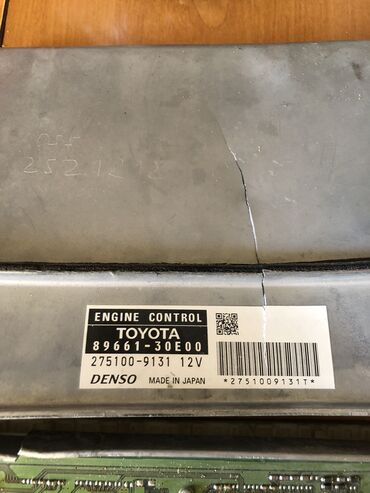 ENGINE CONTROL
TOYOTA
89661-30E00
275100-9131 12V
DENSO MADE IN JAPAN
*2751009131T*